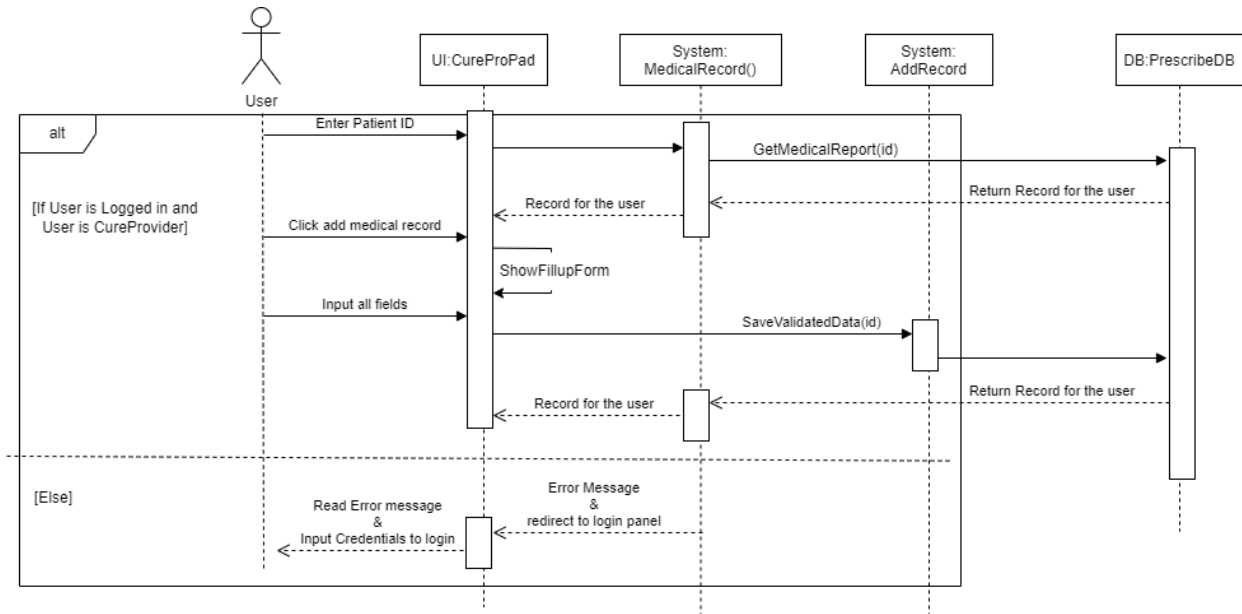 User
UI:CureProPad
System:
MedicalRecord()
System:
AddRecord
DB:PrescribeDB
alt
Enter Patient ID
GetMedicalReport(id)
Return Record for the user
Record for the user
[If User is Logged in and
User is CureProvider]
Click add medical record
ShowFillupForm
Input all fields
SaveValidatedData(id)
Return Record for the user
Record for the user
[Else]
Error Message
&
redirect to login panel
Read Error message
&
Input Credentials to login